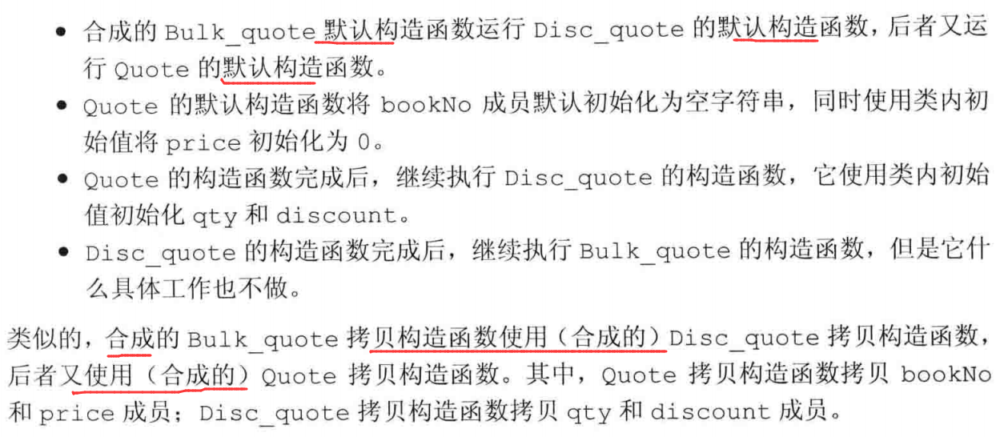 • 合成的 Bulk_quote 默认构造函数运行 Disc_quote 的默认构造函数，后者又运
行 Quote 的默认构造函数。
• Quote 的默认构造函数将 bookNo 成员默认初始化为空字符串，同时使用类内初
始值将 price 初始化为 0。
• Quote 的构造函数完成后，继续执行 Disc_quote 的构造函数，它使用类内初始
值初始化 qty 和 discount。
• Disc_quote 的构造函数完成后，继续执行 Bulk_quote 的构造函数，但是它什
么具体工作也不做。
类似的，合成的 Bulk_quote 拷贝构造函数使用（合成的）Disc_quote 拷贝构造函数，
后者又使用（合成的）Quote 拷贝构造函数。其中，Quote 拷贝构造函数拷贝 bookNo
和 price 成员；Disc_quote 拷贝构造函数拷贝 qty 和 discount 成员。